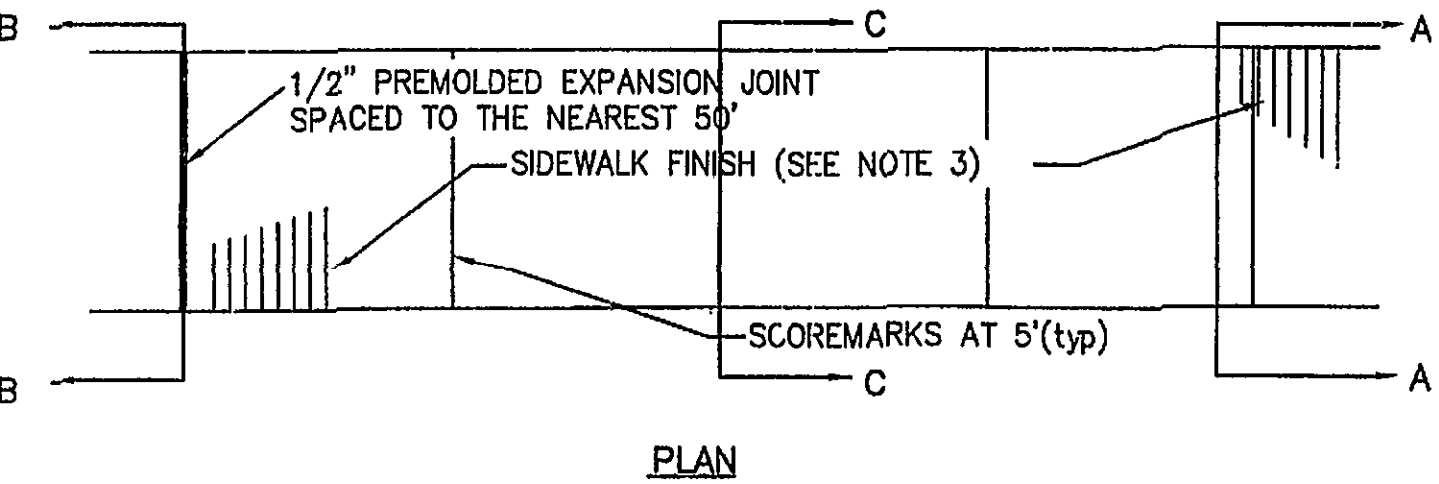 B
C
A
1/2" PREMOLDED EXPANSION JOINT
SPACED TO THE NEAREST 50'
SIDEWALK FINISH (SEE NOTE 3)
SCOREMARKS AT 5'(typ)
B
C
A
PLAN